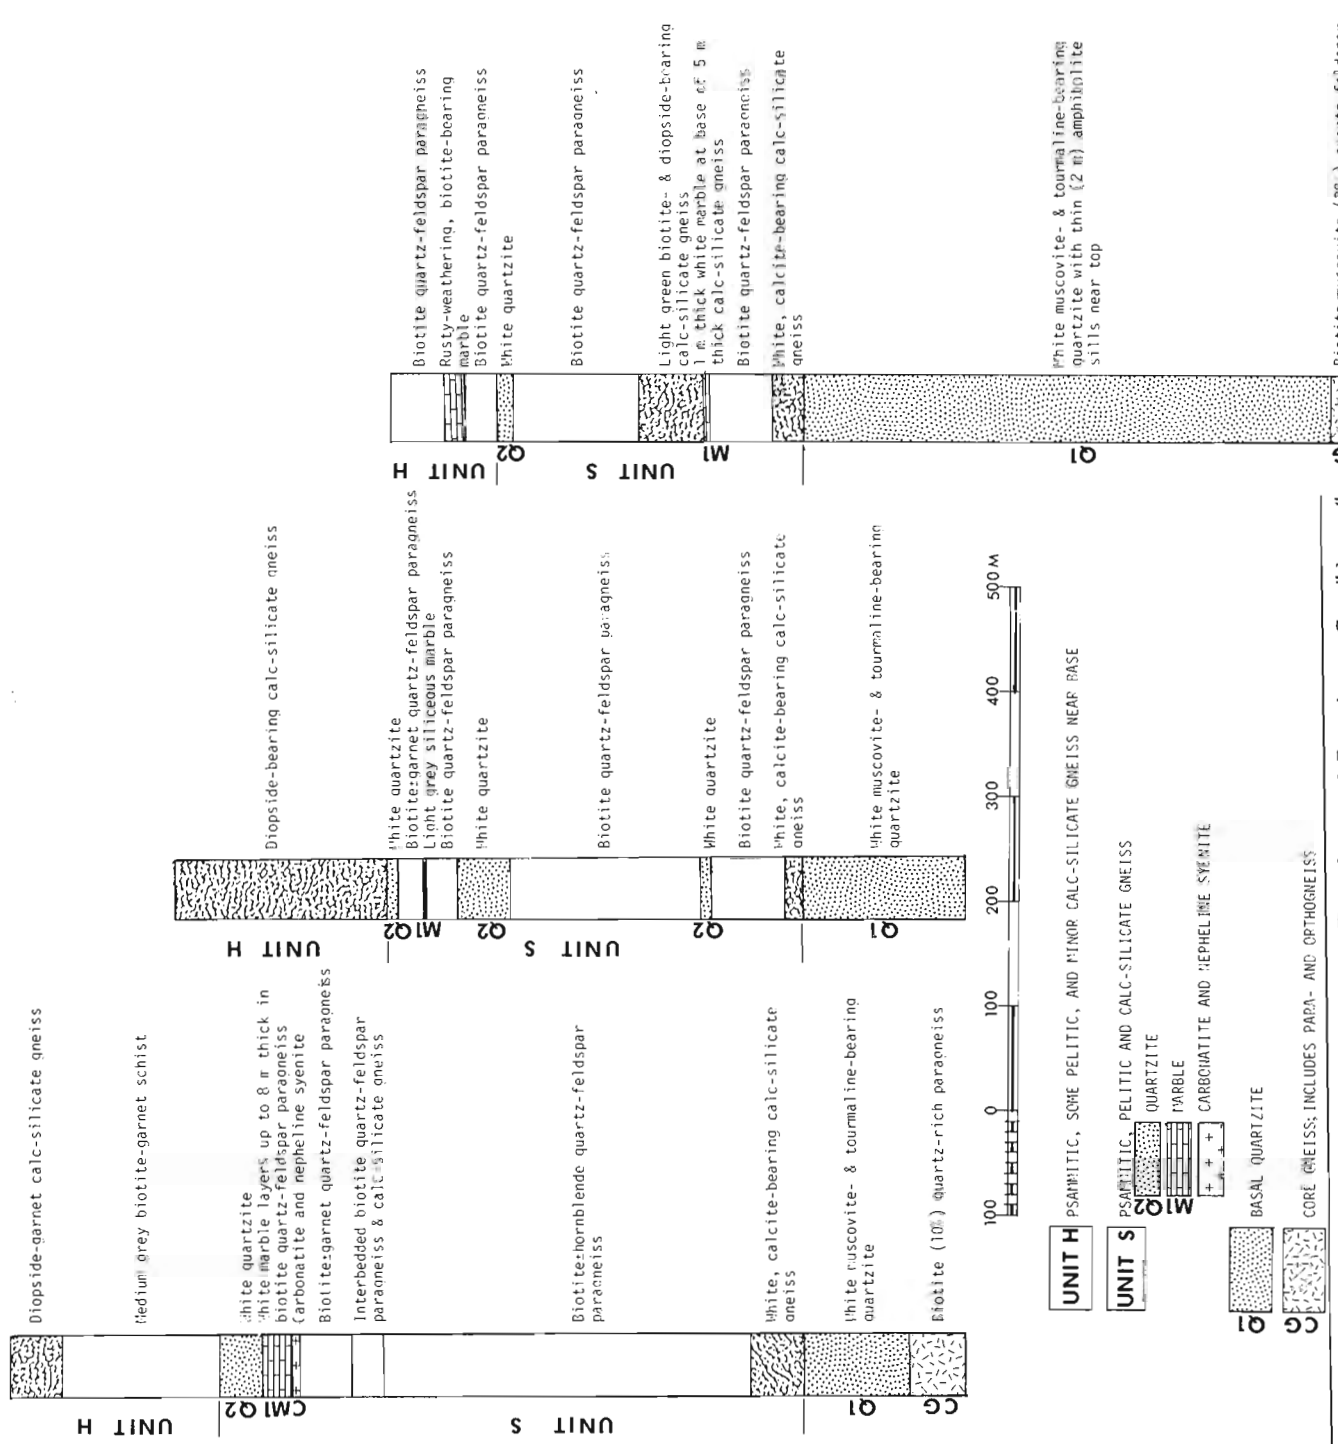 Diopside-garnet calc-silicate gneiss
Medium grey biotite-garnet schist
White quartzite
White marble layers up to 8 m thick in
biotite quartz-feldspar paragneiss
Carbonatite and nepheline syenite
Biotite±garnet quartz-feldspar paragneiss
Interbedded biotite quartz-feldspar
paragneiss & calc-silicate gneiss
Biotite±hornblende quartz-feldspar
paragneiss
White, calcite-bearing calc-silicate
gneiss
White muscovite- & tourmaline-bearing
quartzite
Biotite (10%) quartz-rich paragneiss
UNIT H
Q2
M1
C
UNIT S
Q1
CG
Diopside-bearing calc-silicate gneiss
White quartzite
Biotite±garnet quartz-feldspar paragneiss
Light grey siliceous marble
Biotite quartz-feldspar paragneiss
White quartzite
Biotite quartz-feldspar paragneiss
White quartzite
Biotite quartz-feldspar paragneiss
White, calcite-bearing calc-silicate
gneiss
White muscovite- & tourmaline-bearing
quartzite
UNIT H
Q2
M1
Q2
UNIT S
Q2
Q1
Biotite quartz-feldspar paragneiss
Rusty-weathering, biotite-bearing
marble
Biotite quartz-feldspar paragneiss
White quartzite
Biotite quartz-feldspar paragneiss
Light green biotite- & diopside-bearing
calc-silicate gneiss
1 m thick white marble at base of 5 m
thick calc-silicate gneiss
Biotite quartz-feldspar paragneiss
White, calcite-bearing calc-silicate
gneiss
White muscovite- & tourmaline-bearing
quartzite with thin (2 m) amphibolite
sills near top
UNIT H
Q2
UNIT S
M1
Q1
100 0 100 200 300 400 500 M
UNIT H PSAMMITIC, SOME PELITIC, AND MINOR CALC-SILICATE GNEISS NEAR BASE
UNIT S PSAMMITIC, PELITIC AND CALC-SILICATE GNEISS
Q2 QUARTZITE
M1 MARBLE
CARBONATITE AND NEPHELINE SYENITE
Q1 BASAL QUARTZITE
CG CORE GNEISS; INCLUDES PARA- AND ORTHOGNEISS